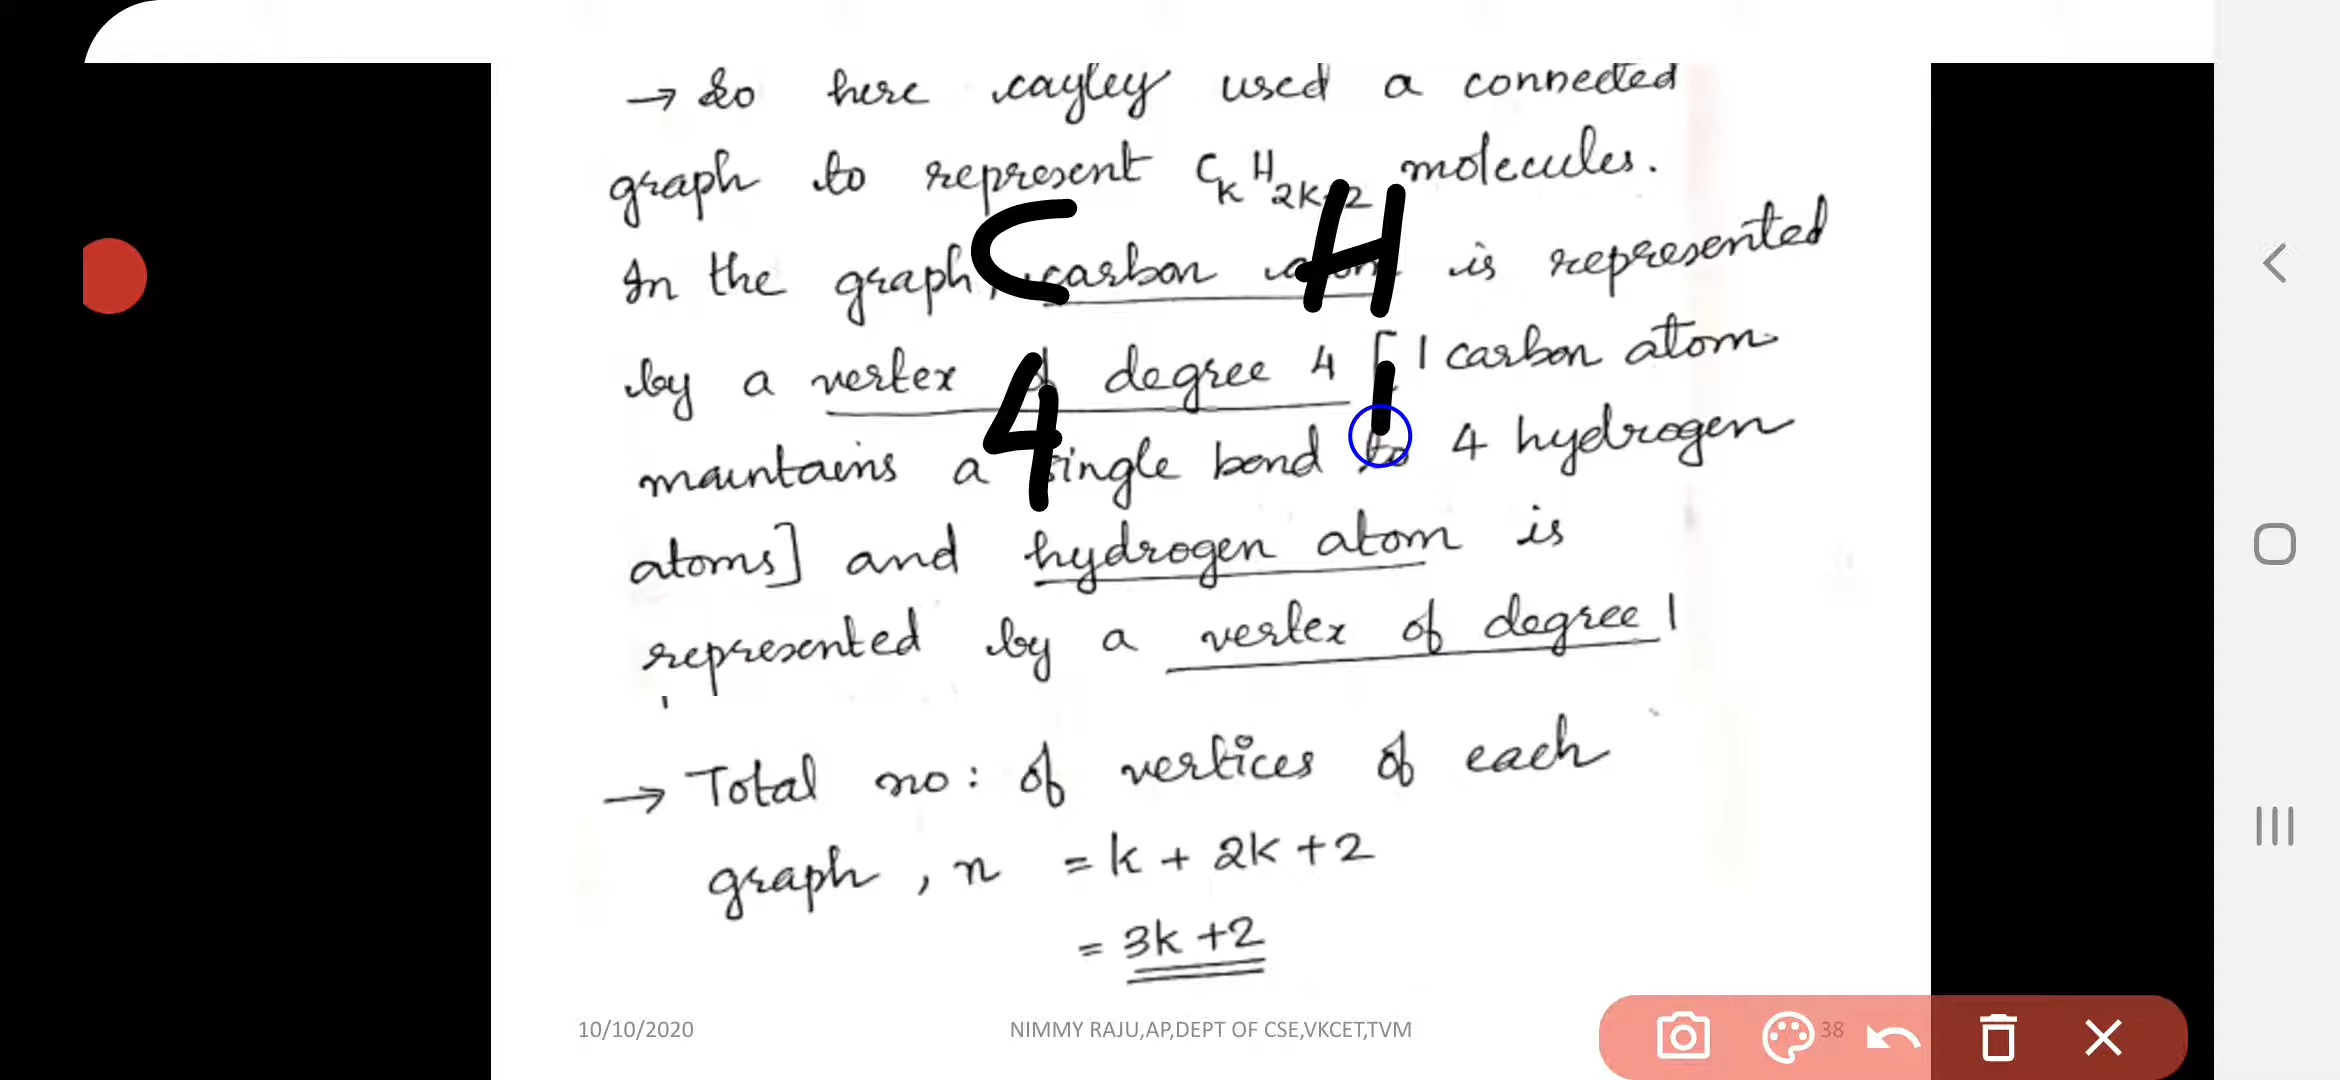 → So here cayley used a connected
graph to represent CkH2k+2 molecules.
C H
In the graph, carbon atom is represented
by a vertex of degree 4 [1 carbon atom
4 1
maintains a single bond to 4 hydrogen
atoms] and hydrogen atom is
represented by a vertex of degree 1
→ Total no: of vertices of each
graph, n = k + 2k + 2
= 3k + 2
10/10/2020 NIMMY RAJU,AP,DEPT OF CSE,VKCET,TVM 38